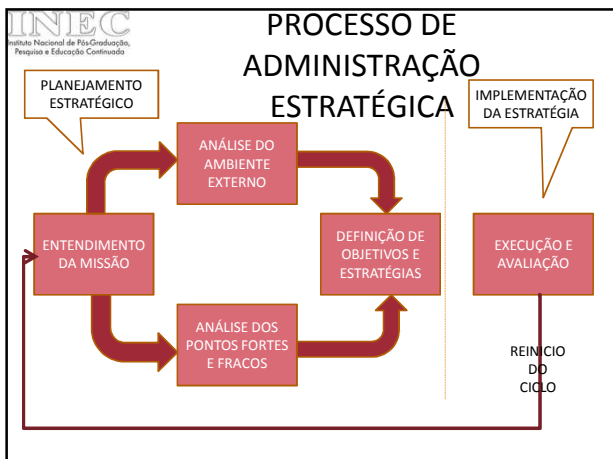 INEC
Instituto Nacional de Pós-Graduação,
Pesquisa e Educação Continuada
PROCESSO DE
ADMINISTRAÇÃO
ESTRATÉGICA
PLANEJAMENTO
ESTRATÉGICO
IMPLEMENTAÇÃO
DA ESTRATÉGIA
ANÁLISE DO
AMBIENTE
EXTERNO
ENTENDIMENTO
DA MISSÃO
DEFINIÇÃO DE
OBJETIVOS E
ESTRATÉGIAS
EXECUÇÃO E
AVALIAÇÃO
ANÁLISE DOS
PONTOS FORTES
E FRACOS
REINICIO
DO
CICLO